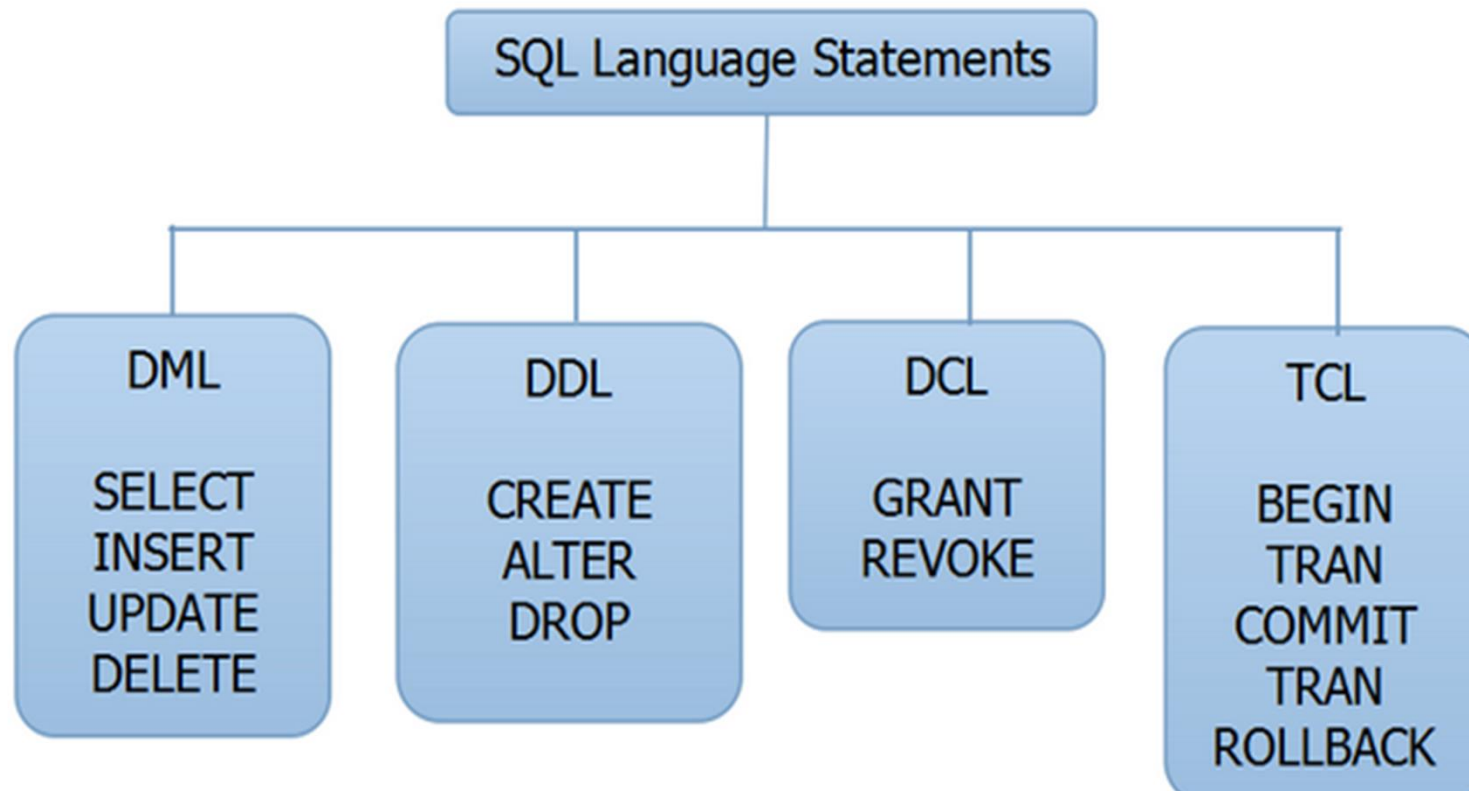 SQL Language Statements
DML
SELECT
INSERT
UPDATE
DELETE
DDL
CREATE
ALTER
DROP
DCL
GRANT
REVOKE
TCL
BEGIN
TRAN
COMMIT
TRAN
ROLLBACK